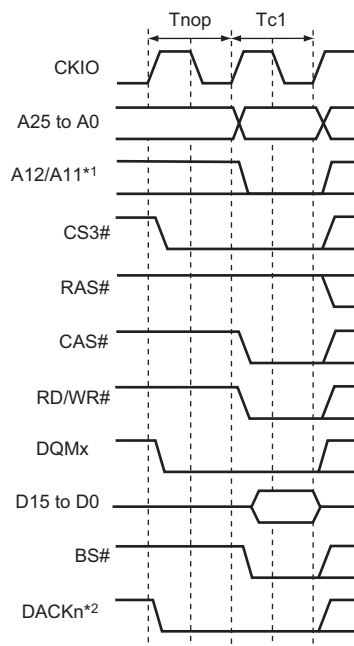 Tnop Tc1
CKIO
A25 to A0
A12/A11*1
CS3#
RAS#
CAS#
RD/WR#
DQMx
D15 to D0
BS#
DACKn*2